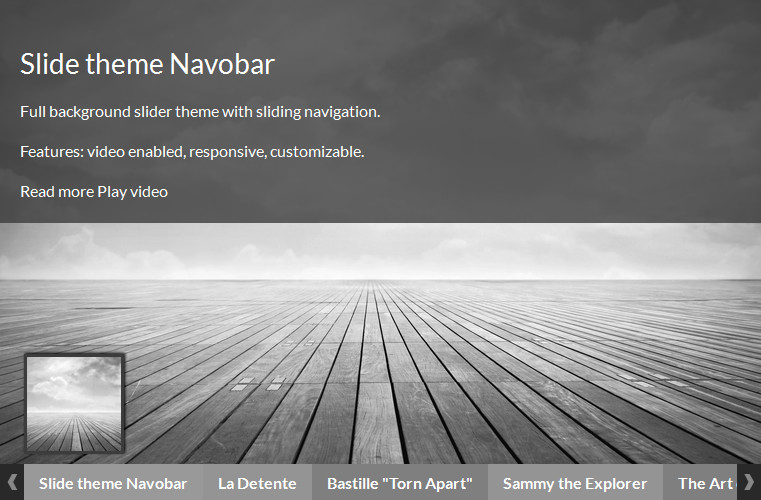 Slide theme Navobar
Full background slider theme with sliding navigation.
Features: video enabled, responsive, customizable.
Read more Play video
Slide theme Navobar La Detente Bastille "Torn Apart" Sammy the Explorer The Art